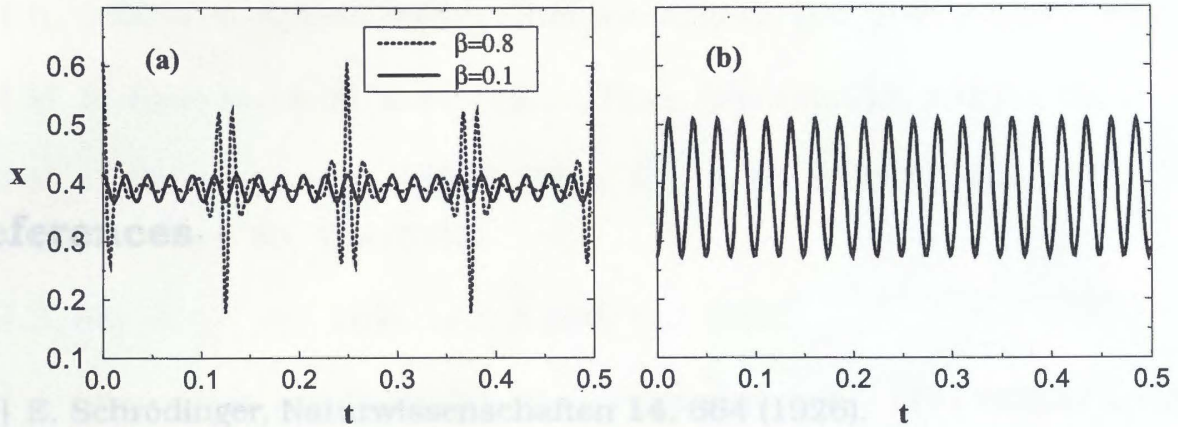 (a)
β=0.8
β=0.1
(b)
x
0.6
0.5
0.4
0.3
0.2
0.1
0.0 0.1 0.2 0.3 0.4 0.5
0.0 0.1 0.2 0.3 0.4 0.5
t
t
eferences
E. Schrödinger, Naturwissenschaften 14, 664 (1926).